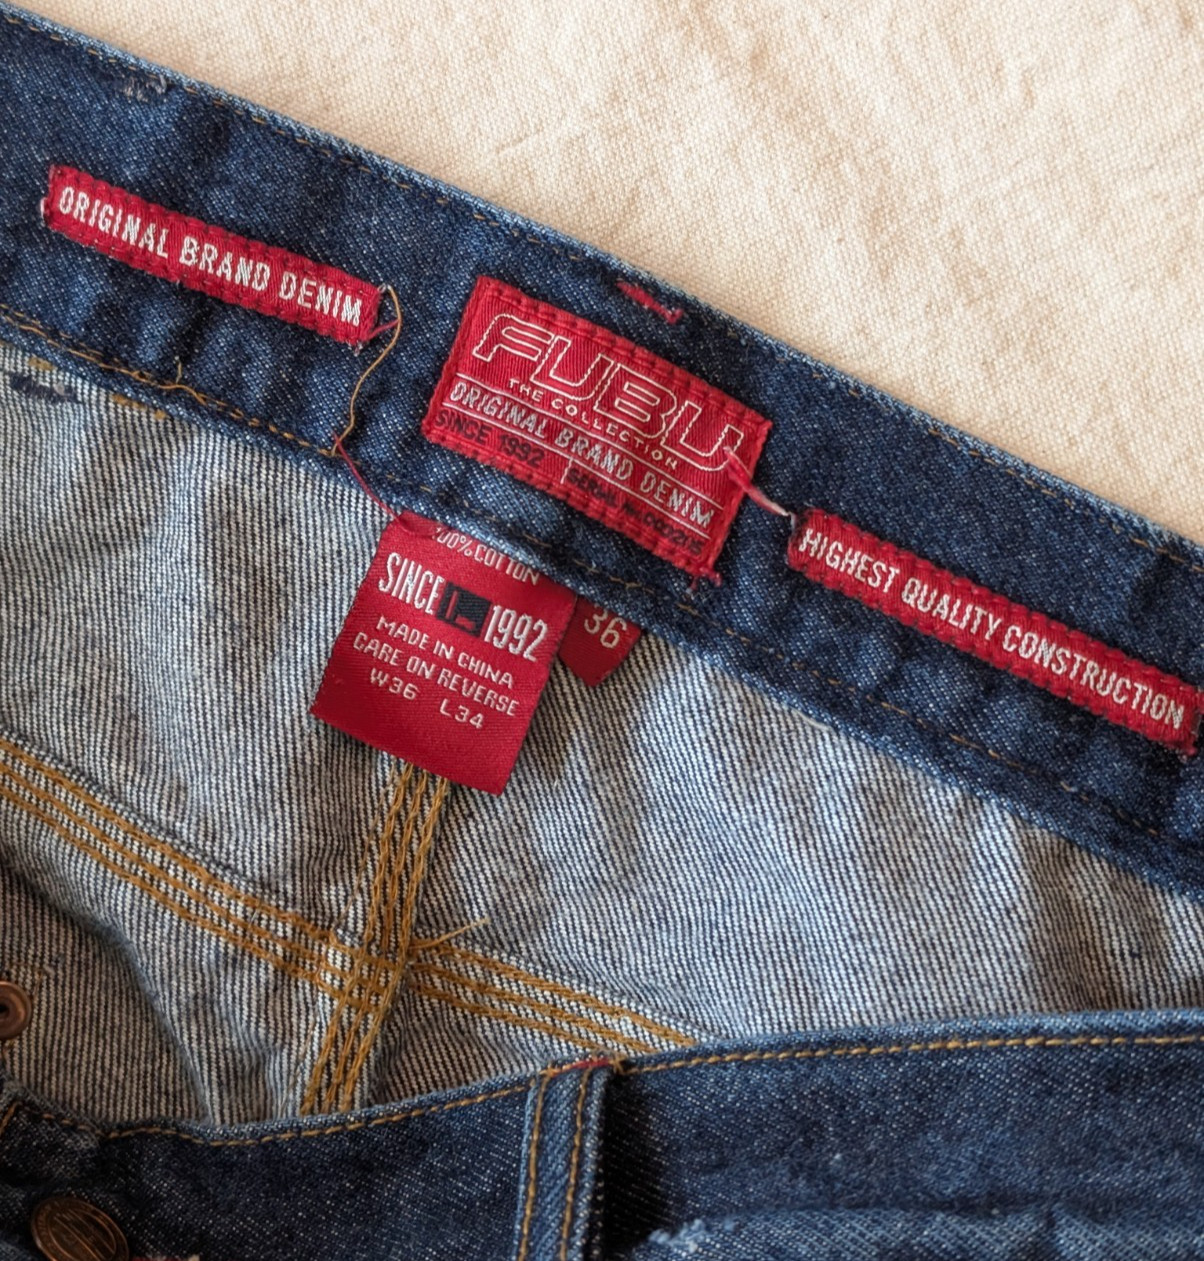 ORIGINAL BRAND DENIM
FUBU
THE COLLECTION
ORIGINAL BRAND DENIM
SINCE 1992
HIGHEST QUALITY CONSTRUCTION
100% COTTON
SINCE 1992
MADE IN CHINA
CARE ON REVERSE
W36 L34
36